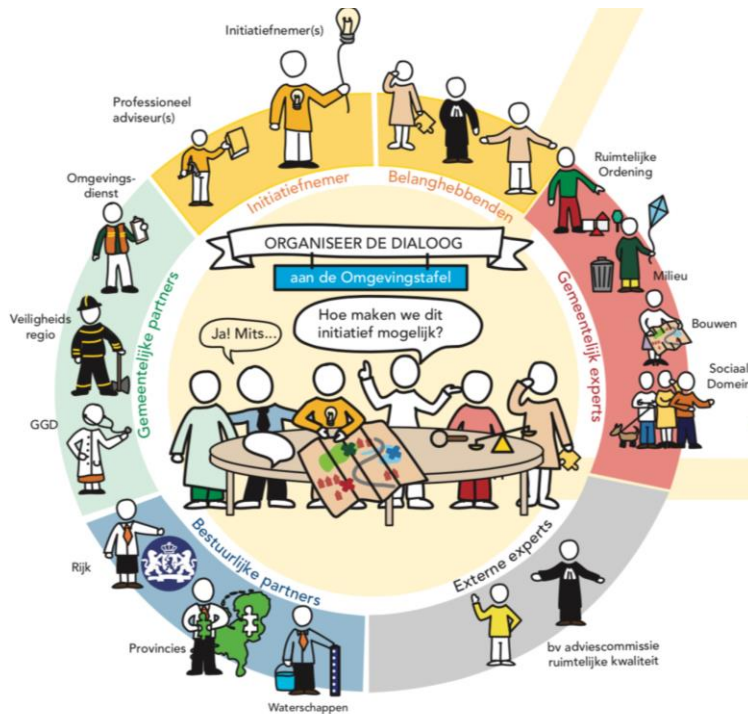 Initiatiefnemer(s)
Professioneel
adviseur(s)
Omgevings-
dienst
Veiligheids
regio
GGD
Rijk
Provincies
Waterschappen
bv adviescommissie
ruimtelijke kwaliteit
Sociaal
Domein
Bouwen
Milieu
Ruimtelijke
Ordening
Initiatiefnemer
Belanghebbenden
Gemeentelijk experts
Externe experts
Bestuurlijke partners
Gemeentelijke partners
ORGANISEER DE DIALOOG
aan de Omgevingstafel
Ja! Mits...
Hoe maken we dit
initiatief mogelijk?